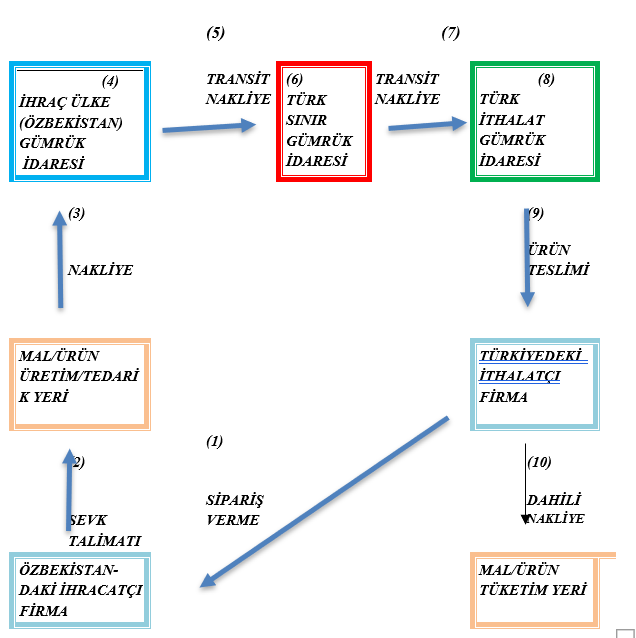 (5)
(7)
(4)
İHRAÇ ÜLKE
(ÖZBEKİSTAN)
GÜMRÜK
İDARESİ
TRANSİT
NAKLİYE
(6)
TÜRK
SINIR
GÜMRÜK
İDARESİ
TRANSİT
NAKLİYE
(8)
TÜRK
İTHALAT
GÜMRÜK
İDARESİ
(3)
NAKLİYE
(9)
ÜRÜN
TESLİMİ
MAL/ÜRÜN
ÜRETİM/TEDARİ
K YERİ
TÜRKİYEDEKİ
İTHALATÇI
FİRMA
(2)
SEVK
TALİMATI
(1)
SİPARİŞ
VERME
(10)
DAHİLİ
NAKLİYE
ÖZBEKİSTAN-
DAKİ İHRACATÇI
FİRMA
MAL/ÜRÜN
TÜKETİM YERİ